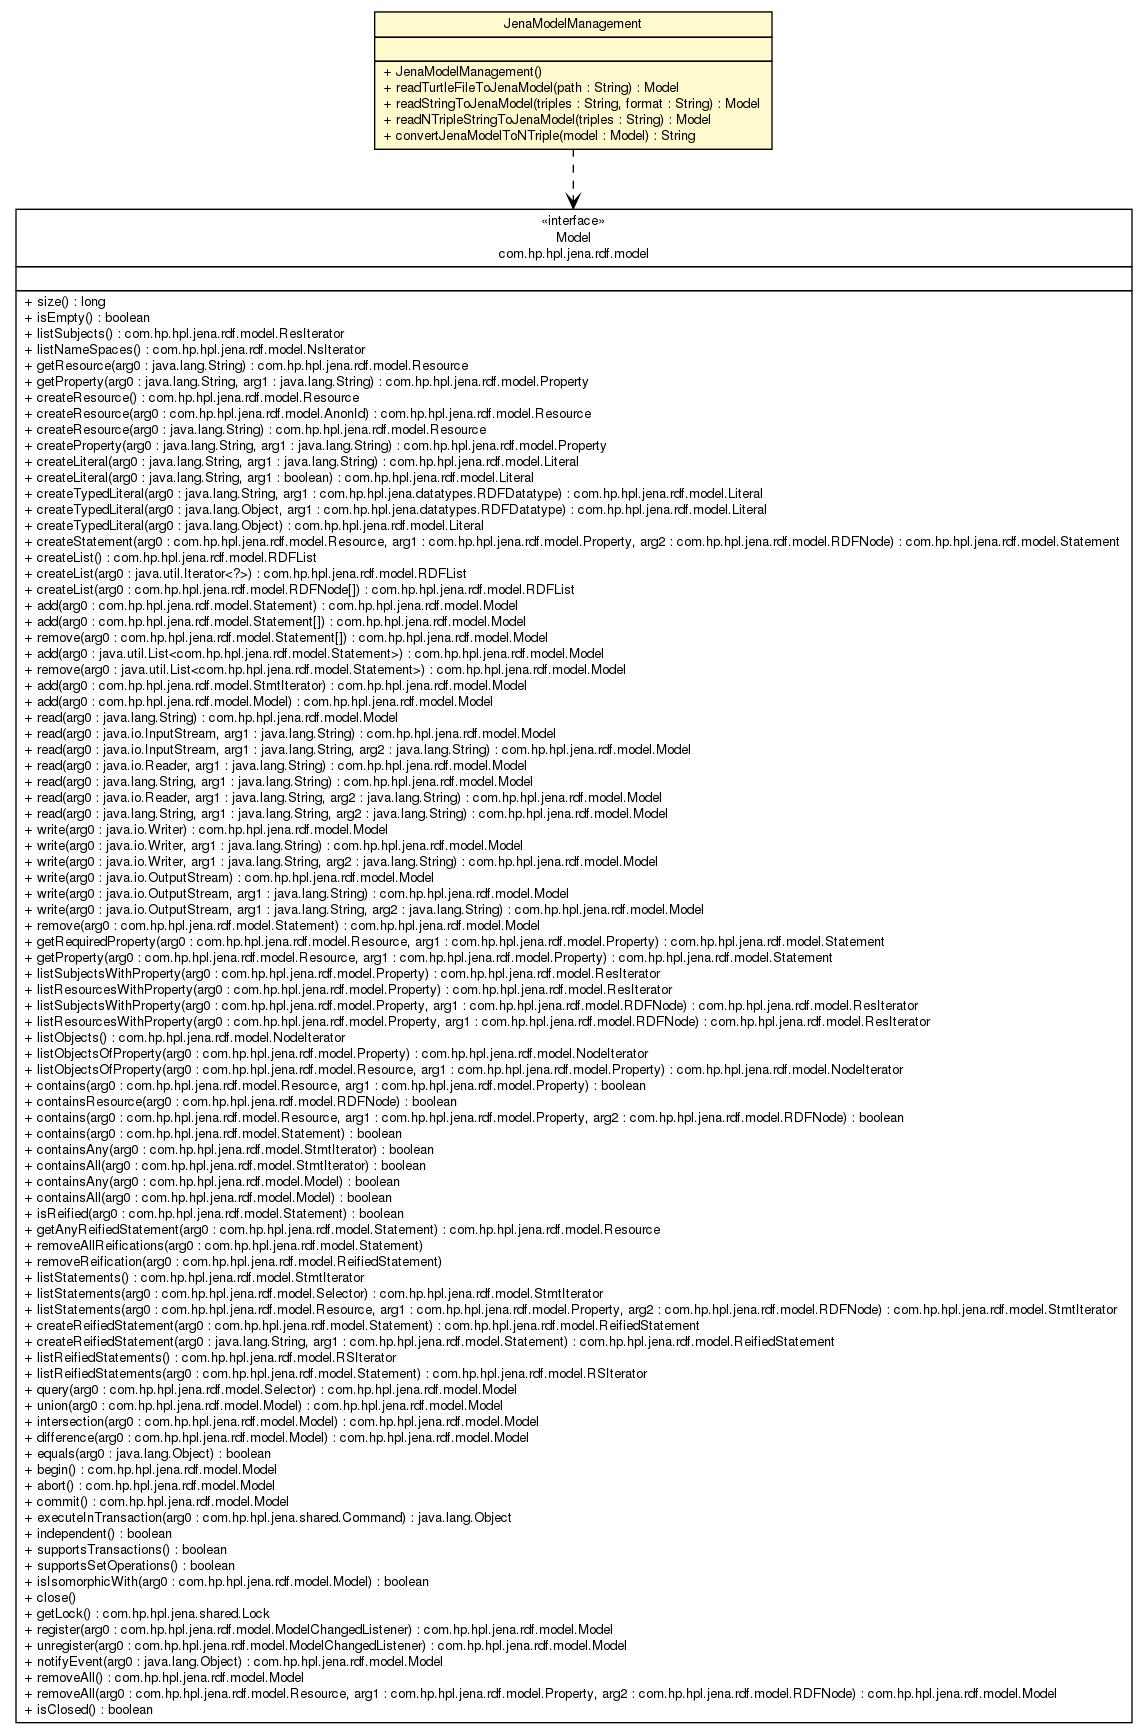 JenaModelManagement
+ JenaModelManagement()
+ readTurtleFileToJenaModel(path : String) : Model
+ readStringToJenaModel(triples : String, format : String) : Model
+ readNTripleStringToJenaModel(triples : String) : Model
+ convertJenaModelToNTriple(model : Model) : String
«interface»
Model
com.hp.hpl.jena.rdf.model
+ size() : long
+ isEmpty() : boolean
+ listSubjects() : com.hp.hpl.jena.rdf.model.ResIterator
+ listNameSpaces() : com.hp.hpl.jena.rdf.model.NsIterator
+ getResource(arg0 : java.lang.String) : com.hp.hpl.jena.rdf.model.Resource
+ getProperty(arg0 : java.lang.String, arg1 : java.lang.String) : com.hp.hpl.jena.rdf.model.Property
+ createResource() : com.hp.hpl.jena.rdf.model.Resource
+ createResource(arg0 : com.hp.hpl.jena.rdf.model.AnonId) : com.hp.hpl.jena.rdf.model.Resource
+ createResource(arg0 : java.lang.String) : com.hp.hpl.jena.rdf.model.Resource
+ createProperty(arg0 : java.lang.String, arg1 : java.lang.String) : com.hp.hpl.jena.rdf.model.Property
+ createLiteral(arg0 : java.lang.String, arg1 : java.lang.String) : com.hp.hpl.jena.rdf.model.Literal
+ createLiteral(arg0 : java.lang.String, arg1 : boolean) : com.hp.hpl.jena.rdf.model.Literal
+ createTypedLiteral(arg0 : java.lang.String, arg1 : com.hp.hpl.jena.datatypes.RDFDatatype) : com.hp.hpl.jena.rdf.model.Literal
+ createTypedLiteral(arg0 : java.lang.Object, arg1 : com.hp.hpl.jena.datatypes.RDFDatatype) : com.hp.hpl.jena.rdf.model.Literal
+ createTypedLiteral(arg0 : java.lang.Object) : com.hp.hpl.jena.rdf.model.Literal
+ createStatement(arg0 : com.hp.hpl.jena.rdf.model.Resource, arg1 : com.hp.hpl.jena.rdf.model.Property, arg2 : com.hp.hpl.jena.rdf.model.RDFNode) : com.hp.hpl.jena.rdf.model.Statement
+ createList() : com.hp.hpl.jena.rdf.model.RDFList
+ createList(arg0 : java.util.Iterator<?>) : com.hp.hpl.jena.rdf.model.RDFList
+ createList(arg0 : com.hp.hpl.jena.rdf.model.RDFNode[]) : com.hp.hpl.jena.rdf.model.RDFList
+ add(arg0 : com.hp.hpl.jena.rdf.model.Statement) : com.hp.hpl.jena.rdf.model.Model
+ add(arg0 : com.hp.hpl.jena.rdf.model.Statement[]) : com.hp.hpl.jena.rdf.model.Model
+ remove(arg0 : com.hp.hpl.jena.rdf.model.Statement[]) : com.hp.hpl.jena.rdf.model.Model
+ add(arg0 : java.util.List<com.hp.hpl.jena.rdf.model.Statement>) : com.hp.hpl.jena.rdf.model.Model
+ remove(arg0 : java.util.List<com.hp.hpl.jena.rdf.model.Statement>) : com.hp.hpl.jena.rdf.model.Model
+ add(arg0 : com.hp.hpl.jena.rdf.model.StmtIterator) : com.hp.hpl.jena.rdf.model.Model
+ add(arg0 : com.hp.hpl.jena.rdf.model.Model) : com.hp.hpl.jena.rdf.model.Model
+ read(arg0 : java.lang.String) : com.hp.hpl.jena.rdf.model.Model
+ read(arg0 : java.io.InputStream, arg1 : java.lang.String) : com.hp.hpl.jena.rdf.model.Model
+ read(arg0 : java.io.InputStream, arg1 : java.lang.String, arg2 : java.lang.String) : com.hp.hpl.jena.rdf.model.Model
+ read(arg0 : java.io.Reader, arg1 : java.lang.String) : com.hp.hpl.jena.rdf.model.Model
+ read(arg0 : java.lang.String, arg1 : java.lang.String) : com.hp.hpl.jena.rdf.model.Model
+ read(arg0 : java.io.Reader, arg1 : java.lang.String, arg2 : java.lang.String) : com.hp.hpl.jena.rdf.model.Model
+ read(arg0 : java.lang.String, arg1 : java.lang.String, arg2 : java.lang.String) : com.hp.hpl.jena.rdf.model.Model
+ write(arg0 : java.io.Writer) : com.hp.hpl.jena.rdf.model.Model
+ write(arg0 : java.io.Writer, arg1 : java.lang.String) : com.hp.hpl.jena.rdf.model.Model
+ write(arg0 : java.io.Writer, arg1 : java.lang.String, arg2 : java.lang.String) : com.hp.hpl.jena.rdf.model.Model
+ write(arg0 : java.io.OutputStream) : com.hp.hpl.jena.rdf.model.Model
+ write(arg0 : java.io.OutputStream, arg1 : java.lang.String) : com.hp.hpl.jena.rdf.model.Model
+ write(arg0 : java.io.OutputStream, arg1 : java.lang.String, arg2 : java.lang.String) : com.hp.hpl.jena.rdf.model.Model
+ remove(arg0 : com.hp.hpl.jena.rdf.model.Statement) : com.hp.hpl.jena.rdf.model.Model
+ getRequiredProperty(arg0 : com.hp.hpl.jena.rdf.model.Resource, arg1 : com.hp.hpl.jena.rdf.model.Property) : com.hp.hpl.jena.rdf.model.Statement
+ getProperty(arg0 : com.hp.hpl.jena.rdf.model.Resource, arg1 : com.hp.hpl.jena.rdf.model.Property) : com.hp.hpl.jena.rdf.model.Statement
+ listSubjectsWithProperty(arg0 : com.hp.hpl.jena.rdf.model.Property) : com.hp.hpl.jena.rdf.model.ResIterator
+ listResourcesWithProperty(arg0 : com.hp.hpl.jena.rdf.model.Property) : com.hp.hpl.jena.rdf.model.ResIterator
+ listSubjectsWithProperty(arg0 : com.hp.hpl.jena.rdf.model.Property, arg1 : com.hp.hpl.jena.rdf.model.RDFNode) : com.hp.hpl.jena.rdf.model.ResIterator
+ listResourcesWithProperty(arg0 : com.hp.hpl.jena.rdf.model.Property, arg1 : com.hp.hpl.jena.rdf.model.RDFNode) : com.hp.hpl.jena.rdf.model.ResIterator
+ listObjects() : com.hp.hpl.jena.rdf.model.NodeIterator
+ listObjectsOfProperty(arg0 : com.hp.hpl.jena.rdf.model.Property) : com.hp.hpl.jena.rdf.model.NodeIterator
+ listObjectsOfProperty(arg0 : com.hp.hpl.jena.rdf.model.Resource, arg1 : com.hp.hpl.jena.rdf.model.Property) : com.hp.hpl.jena.rdf.model.NodeIterator
+ contains(arg0 : com.hp.hpl.jena.rdf.model.Resource, arg1 : com.hp.hpl.jena.rdf.model.Property) : boolean
+ containsResource(arg0 : com.hp.hpl.jena.rdf.model.RDFNode) : boolean
+ contains(arg0 : com.hp.hpl.jena.rdf.model.Resource, arg1 : com.hp.hpl.jena.rdf.model.Property, arg2 : com.hp.hpl.jena.rdf.model.RDFNode) : boolean
+ contains(arg0 : com.hp.hpl.jena.rdf.model.Statement) : boolean
+ containsAny(arg0 : com.hp.hpl.jena.rdf.model.StmtIterator) : boolean
+ containsAll(arg0 : com.hp.hpl.jena.rdf.model.StmtIterator) : boolean
+ containsAny(arg0 : com.hp.hpl.jena.rdf.model.Model) : boolean
+ containsAll(arg0 : com.hp.hpl.jena.rdf.model.Model) : boolean
+ isReified(arg0 : com.hp.hpl.jena.rdf.model.Statement) : boolean
+ getAnyReifiedStatement(arg0 : com.hp.hpl.jena.rdf.model.Statement) : com.hp.hpl.jena.rdf.model.Resource
+ removeAllReifications(arg0 : com.hp.hpl.jena.rdf.model.Statement)
+ removeReification(arg0 : com.hp.hpl.jena.rdf.model.ReifiedStatement)
+ listStatements() : com.hp.hpl.jena.rdf.model.StmtIterator
+ listStatements(arg0 : com.hp.hpl.jena.rdf.model.Selector) : com.hp.hpl.jena.rdf.model.StmtIterator
+ listStatements(arg0 : com.hp.hpl.jena.rdf.model.Resource, arg1 : com.hp.hpl.jena.rdf.model.Property, arg2 : com.hp.hpl.jena.rdf.model.RDFNode) : com.hp.hpl.jena.rdf.model.StmtIterator
+ createReifiedStatement(arg0 : com.hp.hpl.jena.rdf.model.Statement) : com.hp.hpl.jena.rdf.model.ReifiedStatement
+ createReifiedStatement(arg0 : java.lang.String, arg1 : com.hp.hpl.jena.rdf.model.Statement) : com.hp.hpl.jena.rdf.model.ReifiedStatement
+ listReifiedStatements() : com.hp.hpl.jena.rdf.model.RSIterator
+ listReifiedStatements(arg0 : com.hp.hpl.jena.rdf.model.Statement) : com.hp.hpl.jena.rdf.model.RSIterator
+ query(arg0 : com.hp.hpl.jena.rdf.model.Selector) : com.hp.hpl.jena.rdf.model.Model
+ union(arg0 : com.hp.hpl.jena.rdf.model.Model) : com.hp.hpl.jena.rdf.model.Model
+ intersection(arg0 : com.hp.hpl.jena.rdf.model.Model) : com.hp.hpl.jena.rdf.model.Model
+ difference(arg0 : com.hp.hpl.jena.rdf.model.Model) : com.hp.hpl.jena.rdf.model.Model
+ equals(arg0 : java.lang.Object) : boolean
+ begin() : com.hp.hpl.jena.rdf.model.Model
+ abort() : com.hp.hpl.jena.rdf.model.Model
+ commit() : com.hp.hpl.jena.rdf.model.Model
+ executeInTransaction(arg0 : com.hp.hpl.jena.shared.Command) : java.lang.Object
+ independent() : boolean
+ supportsTransactions() : boolean
+ supportsSetOperations() : boolean
+ isIsomorphicWith(arg0 : com.hp.hpl.jena.rdf.model.Model) : boolean
+ close()
+ getLock() : com.hp.hpl.jena.shared.Lock
+ register(arg0 : com.hp.hpl.jena.rdf.model.ModelChangedListener) : com.hp.hpl.jena.rdf.model.Model
+ unregister(arg0 : com.hp.hpl.jena.rdf.model.ModelChangedListener) : com.hp.hpl.jena.rdf.model.Model
+ notifyEvent(arg0 : java.lang.Object) : com.hp.hpl.jena.rdf.model.Model
+ removeAll() : com.hp.hpl.jena.rdf.model.Model
+ removeAll(arg0 : com.hp.hpl.jena.rdf.model.Resource, arg1 : com.hp.hpl.jena.rdf.model.Property, arg2 : com.hp.hpl.jena.rdf.model.RDFNode) : com.hp.hpl.jena.rdf.model.Model
+ isClosed() : boolean